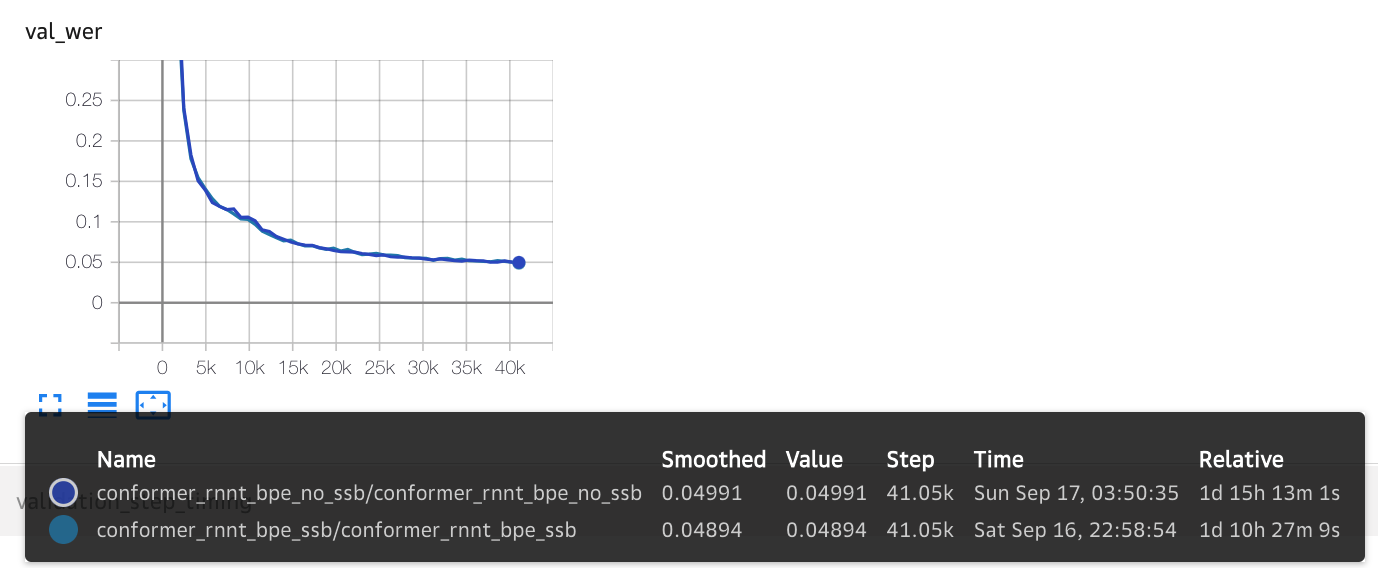 val_wer
0.25
0.2
0.15
0.1
0.05
0
0 5k 10k 15k 20k 25k 30k 35k 40k
Name Smoothed Value Step Time Relative
validation_step_timing
conformer_rnnt_bpe_no_ssb/conformer_rnnt_bpe_no_ssb 0.04991 0.04991 41.05k Sun Sep 17, 03:50:35 1d 15h 13m 1s
conformer_rnnt_bpe_ssb/conformer_rnnt_bpe_ssb 0.04894 0.04894 41.05k Sat Sep 16, 22:58:54 1d 10h 27m 9s